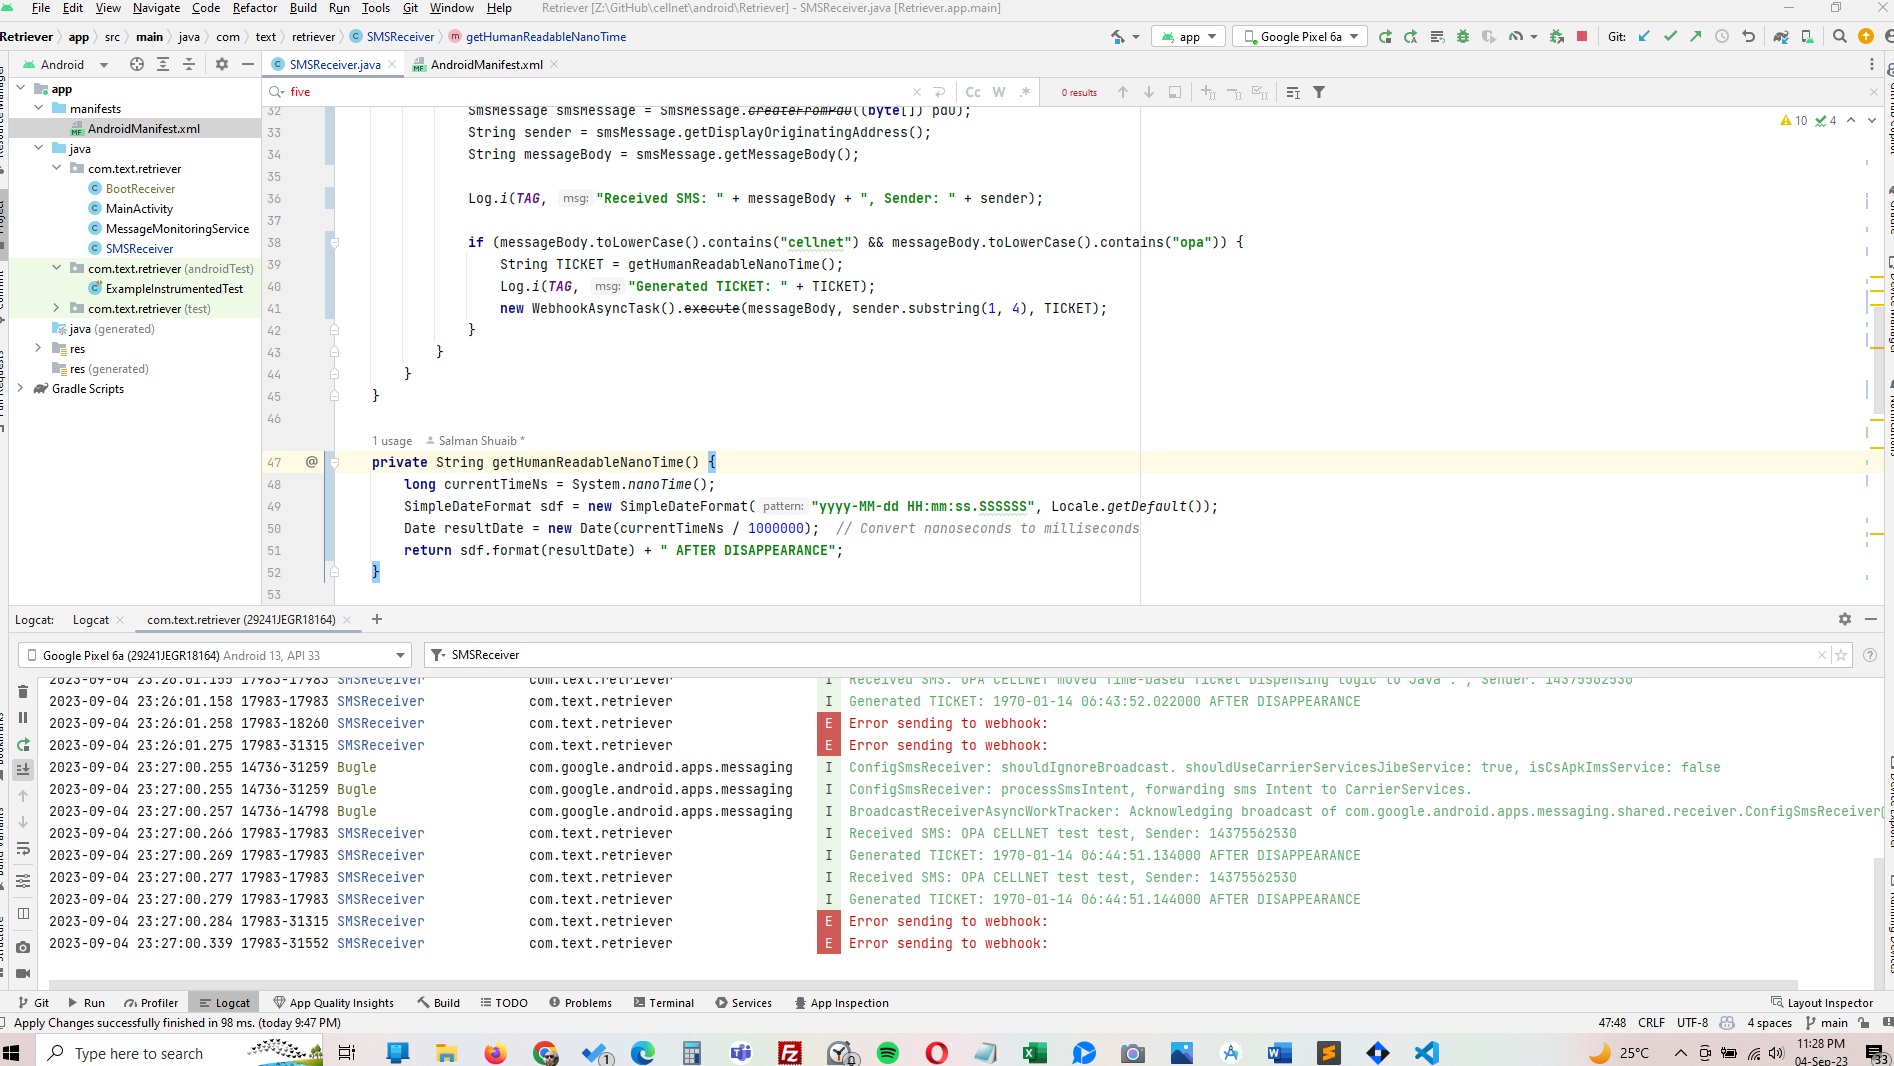 File Edit View Navigate Code Refactor Build Run Tools Git Window Help Retriever [Z:\GitHub\cellnet\android\Retriever] - SMSReceiver.java [Retriever.app.main]
Retriever app src main java com text retriever SMSReceiver getHumanReadableNanoTime app Google Pixel 6a Git:
Android SMSReceiver.java AndroidManifest.xml
five Cc W .* 0 results
app
manifests
AndroidManifest.xml
java
com.text.retriever
BootReceiver
MainActivity
MessageMonitoringService
SMSReceiver
com.text.retriever (androidTest)
ExampleInstrumentedTest
com.text.retriever (test)
java (generated)
res
res (generated)
Gradle Scripts
10 4
32 SmsMessage smsMessage = SmsMessage.createFromPdu((byte[]) pdu);
33 String sender = smsMessage.getDisplayOriginatingAddress();
34 String messageBody = smsMessage.getMessageBody();
35
36 Log.i(TAG, msg: "Received SMS: " + messageBody + ", Sender: " + sender);
37
38 if (messageBody.toLowerCase().contains("cellnet") && messageBody.toLowerCase().contains("opa")) {
39 String TICKET = getHumanReadableNanoTime();
40 Log.i(TAG, msg: "Generated TICKET: " + TICKET);
41 new WebhookAsyncTask().execute(messageBody, sender.substring(1, 4), TICKET);
42 }
43 }
44 }
45 }
46
1 usage Salman Shuaib *
47 @ private String getHumanReadableNanoTime() {
48 long currentTimeNs = System.nanoTime();
49 SimpleDateFormat sdf = new SimpleDateFormat( pattern: "yyyy-MM-dd HH:mm:ss.SSSSSS", Locale.getDefault());
50 Date resultDate = new Date(currentTimeNs / 1000000); // Convert nanoseconds to milliseconds
51 return sdf.format(resultDate) + " AFTER DISAPPEARANCE";
52 }
53
Logcat: Logcat com.text.retriever (29241JEGR18164)
Google Pixel 6a (29241JEGR18164) Android 13, API 33 SMSReceiver
2023-09-04 23:26:01.155 17983-17983 SMSReceiver com.text.retriever I Received SMS: OPA CELLNET moved Time-based Ticket Dispensing logic to Java . , Sender: 14375562530
2023-09-04 23:26:01.158 17983-17983 SMSReceiver com.text.retriever I Generated TICKET: 1970-01-14 06:43:52.022000 AFTER DISAPPEARANCE
2023-09-04 23:26:01.258 17983-18260 SMSReceiver com.text.retriever E Error sending to webhook:
2023-09-04 23:26:01.275 17983-31315 SMSReceiver com.text.retriever E Error sending to webhook:
2023-09-04 23:27:00.255 14736-31259 Bugle com.google.android.apps.messaging I ConfigSmsReceiver: shouldIgnoreBroadcast. shouldUseCarrierServicesJibeService: true, isCsApkImsService: false
2023-09-04 23:27:00.255 14736-31259 Bugle com.google.android.apps.messaging I ConfigSmsReceiver: processSmsIntent, forwarding sms Intent to CarrierServices.
2023-09-04 23:27:00.257 14736-14798 Bugle com.google.android.apps.messaging I BroadcastReceiverAsyncWorkTracker: Acknowledging broadcast of com.google.android.apps.messaging.shared.receiver.ConfigSmsReceiver(
2023-09-04 23:27:00.266 17983-17983 SMSReceiver com.text.retriever I Received SMS: OPA CELLNET test test, Sender: 14375562530
2023-09-04 23:27:00.269 17983-17983 SMSReceiver com.text.retriever I Generated TICKET: 1970-01-14 06:44:51.134000 AFTER DISAPPEARANCE
2023-09-04 23:27:00.277 17983-17983 SMSReceiver com.text.retriever I Received SMS: OPA CELLNET test test, Sender: 14375562530
2023-09-04 23:27:00.279 17983-17983 SMSReceiver com.text.retriever I Generated TICKET: 1970-01-14 06:44:51.144000 AFTER DISAPPEARANCE
2023-09-04 23:27:00.284 17983-31315 SMSReceiver com.text.retriever E Error sending to webhook:
2023-09-04 23:27:00.339 17983-31552 SMSReceiver com.text.retriever E Error sending to webhook:
Git Run Profiler Logcat App Quality Insights Build TODO Problems Terminal Services App Inspection Layout Inspector
Apply Changes successfully finished in 98 ms. (today 9:47 PM) 47:48 CRLF UTF-8 4 spaces main
Type here to search 1 25°C 11:28 PM
04-Sep-23 33